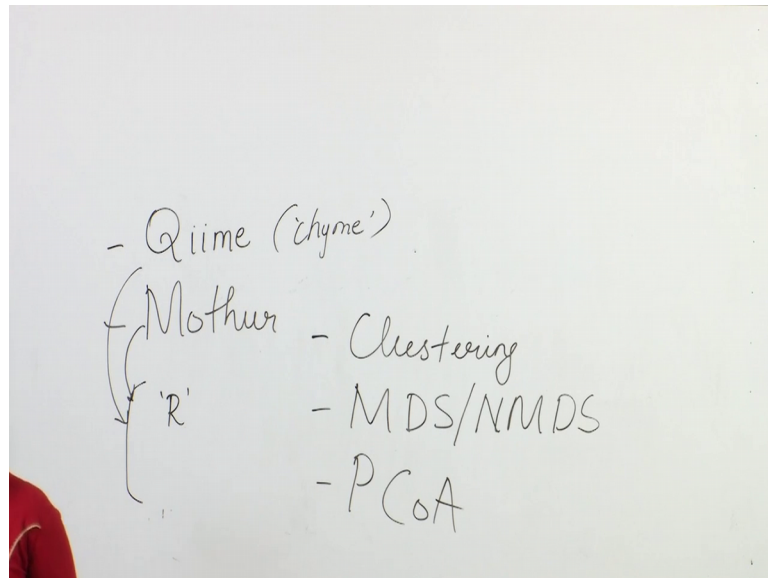 - Qiime ('chyme')
- Mothur
'R'
- Clustering
- MDS/NMDS
- PCoA